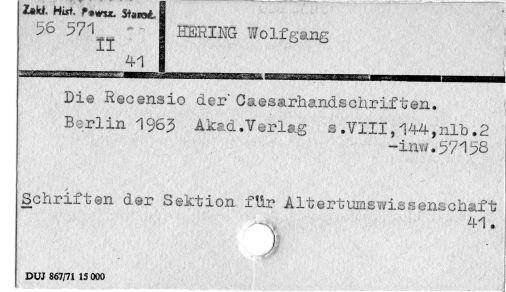 Zakł. Hist. Powsz. Staroż.
56 571
II
41
HERING Wolfgang
Die Recensio der Caesarhandschriften.
Berlin 1963 Akad.Verlag s.VIII,144,nlb.2
-inw.57158
Schriften der Sektion für Altertumswissenschaft
41.
DUJ 867/71 15 000